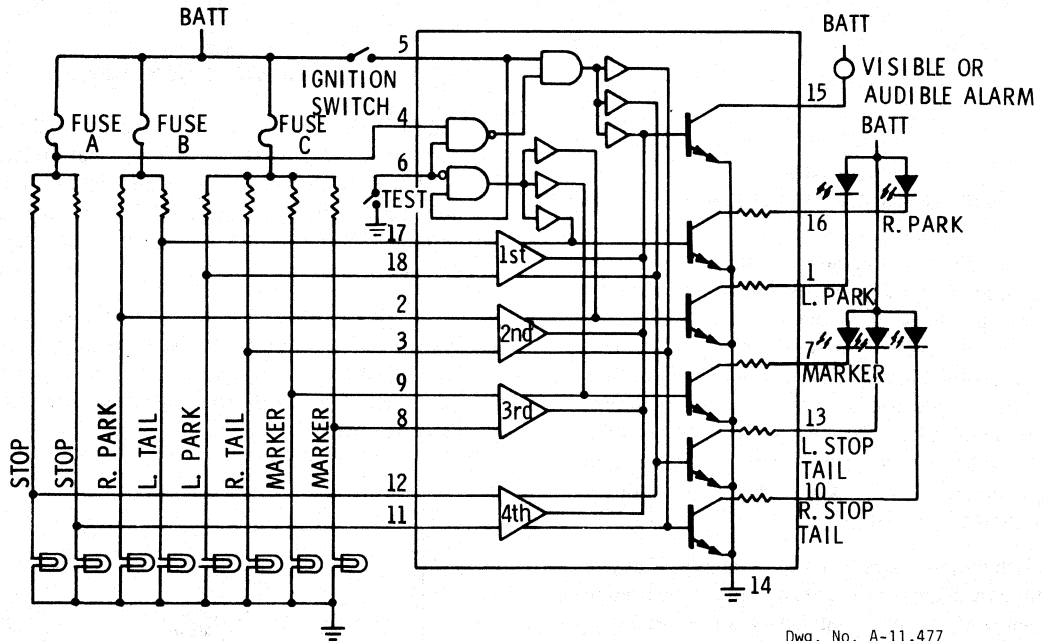 BATT
5
IGNITION
SWITCH
BATT
VISIBLE OR
AUDIBLE ALARM
15
FUSE
A
FUSE
B
FUSE
C
4
6
TEST
BATT
16
R. PARK
17
18
1st
1
L. PARK
2
3
2nd
7
MARKER
9
8
3rd
13
L. STOP
TAIL
12
11
4th
10
R. STOP
TAIL
STOP
STOP
R. PARK
L. TAIL
L. PARK
R. TAIL
MARKER
MARKER
14
Dwg. No. A-11,477